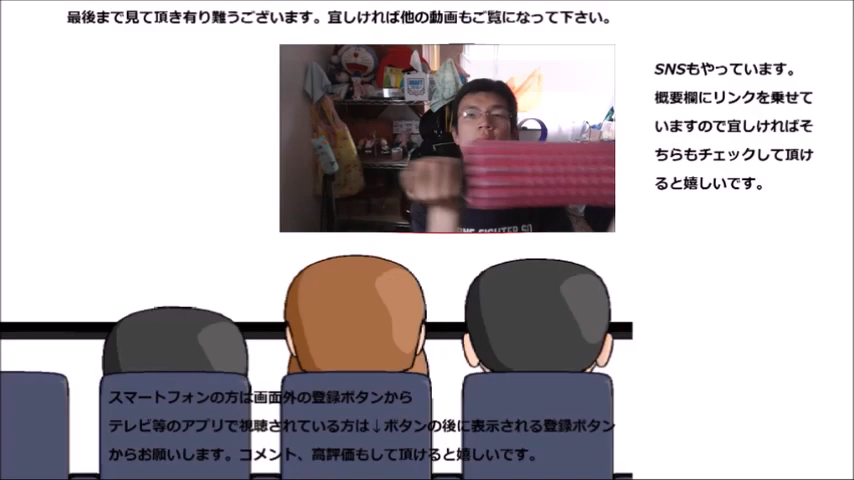 最後まで見て頂き有り難うございます。宜しければ他の動画もご覧になって下さい。
SNSもやっています。
概要欄にリンクを乗せて
いますので宜しければそ
ちらもチェックして頂け
ると嬉しいです。
スマートフォンの方は画面外の登録ボタンから
テレビ等のアプリで視聴されている方は↓ボタンの後に表示される登録ボタン
からお願いします。コメント、高評価もして頂けると嬉しいです。